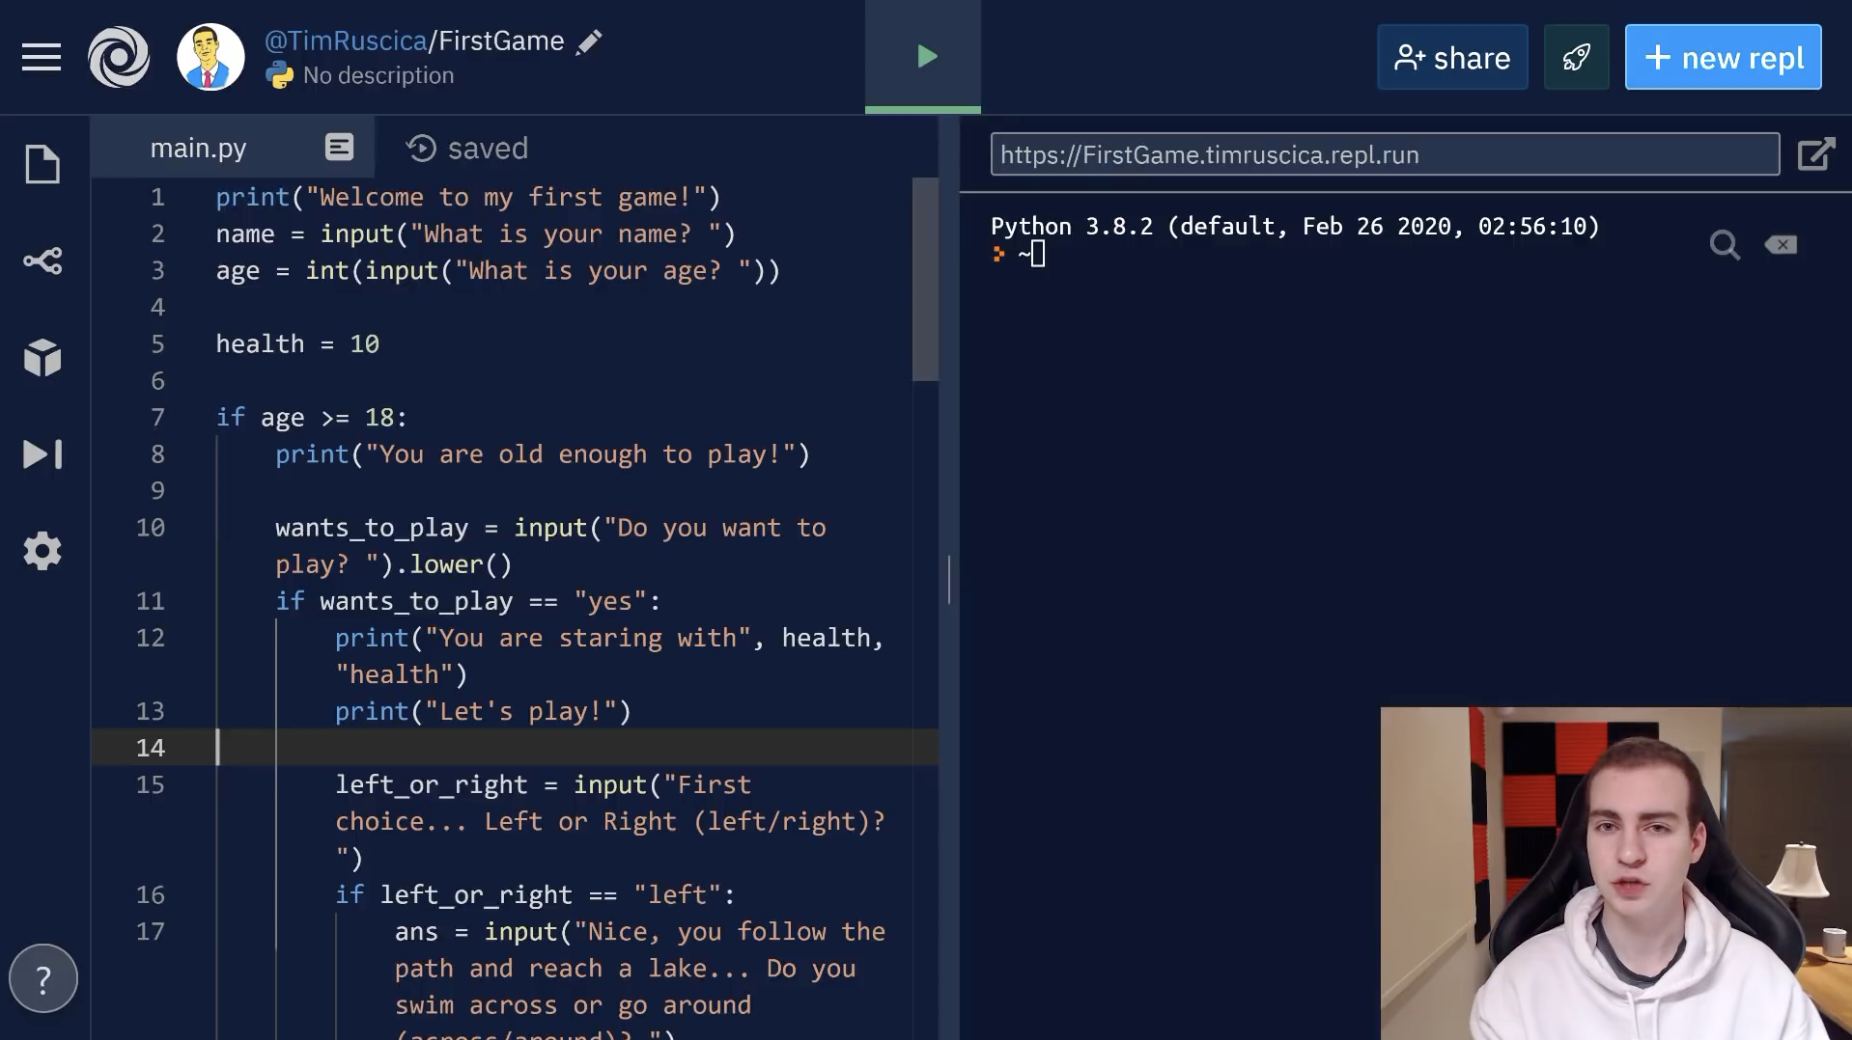 @TimRuscica/FirstGame
No description
share
+ new repl
main.py
saved
https://FirstGame.timruscica.repl.run
1 print("Welcome to my first game!")
2 name = input("What is your name? ")
3 age = int(input("What is your age? "))
4
5 health = 10
6
7 if age >= 18:
8 print("You are old enough to play!")
9
10 wants_to_play = input("Do you want to
play? ").lower()
11 if wants_to_play == "yes":
12 print("You are staring with", health,
"health")
13 print("Let's play!")
14
15 left_or_right = input("First
choice... Left or Right (left/right)?
")
16 if left_or_right == "left":
17 ans = input("Nice, you follow the
path and reach a lake... Do you
swim across or go around
(across/around)? ")
Python 3.8.2 (default, Feb 26 2020, 02:56:10)
~
?